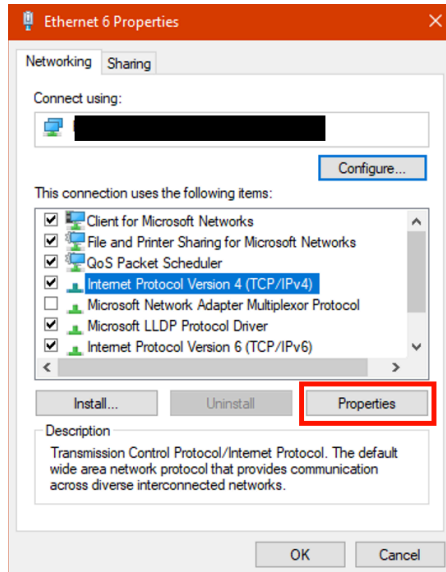 Ethernet 6 Properties
Networking Sharing
Connect using:
Configure...
This connection uses the following items:
Client for Microsoft Networks
File and Printer Sharing for Microsoft Networks
QoS Packet Scheduler
Internet Protocol Version 4 (TCP/IPv4)
Microsoft Network Adapter Multiplexor Protocol
Microsoft LLDP Protocol Driver
Internet Protocol Version 6 (TCP/IPv6)
Install... Uninstall Properties
Description
Transmission Control Protocol/Internet Protocol. The default
wide area network protocol that provides communication
across diverse interconnected networks.
OK Cancel